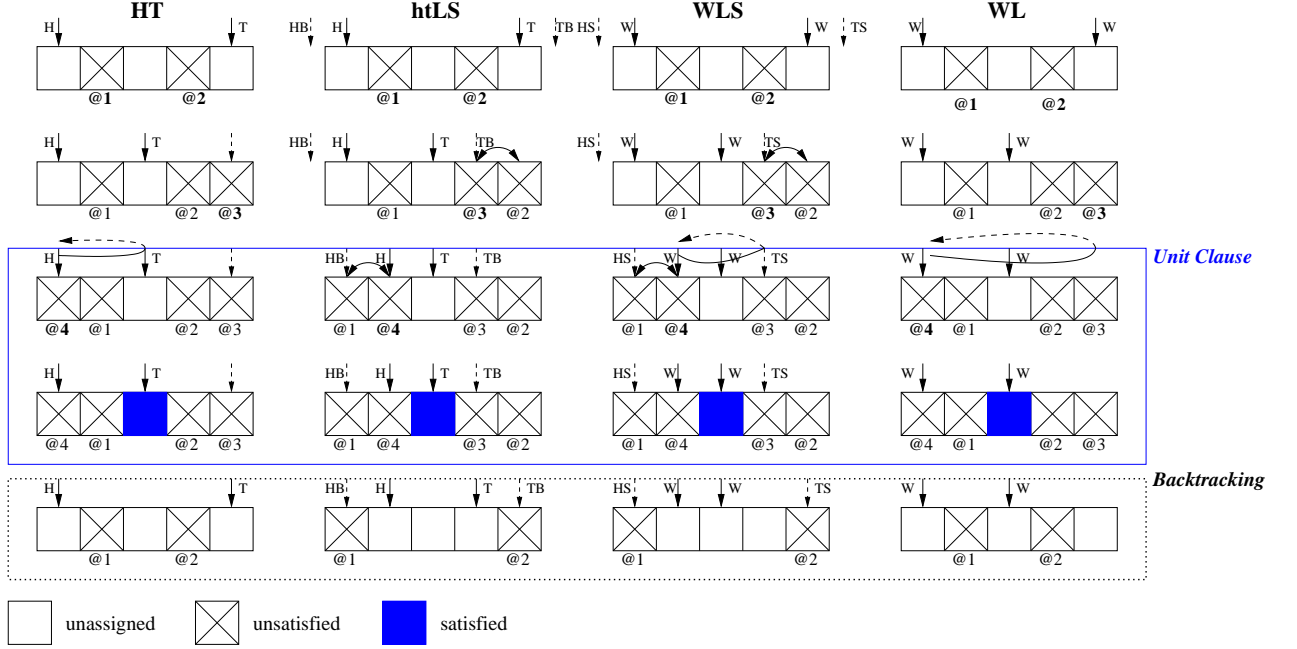 HT htLS WLS WL
H T HB H T TB HS W W TS W W
@1 @2 @1 @2 @1 @2 @1 @2
H T HB H T TB HS W W TS W W
@1 @2 @3 @1 @3 @2 @1 @3 @2 @1 @2 @3
H T HB H T TB HS W W TS W W Unit Clause
@4 @1 @2 @3 @1 @4 @3 @2 @1 @4 @3 @2 @4 @1 @2 @3
H T HB H T TB HS W W TS W W
@4 @1 @2 @3 @1 @4 @3 @2 @1 @4 @3 @2 @4 @1 @2 @3
H T HB H T TB HS W W TS W W Backtracking
@1 @2 @1 @2 @1 @2 @1 @2
unassigned unsatisfied satisfied